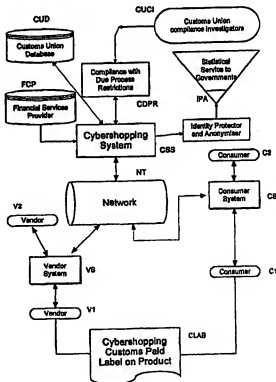 CUCI
CUD
Customs Union
compliance investigators
Customs Union
Database
Statistical
Service to
Governments
Compliance with
Due Process
Restrictions
FCP
CDPR
IPA
Financial Services
Provider
Cybershopping
System
CSS
Identity Protector
and Anonymiser
NT
C2
Consumer
Network
Consumer
System
CS
V2
Vendor
Vendor
System
VS
Consumer
C1
V1
Vendor
Cybershopping
Customs Paid
Label on Product
CLAB